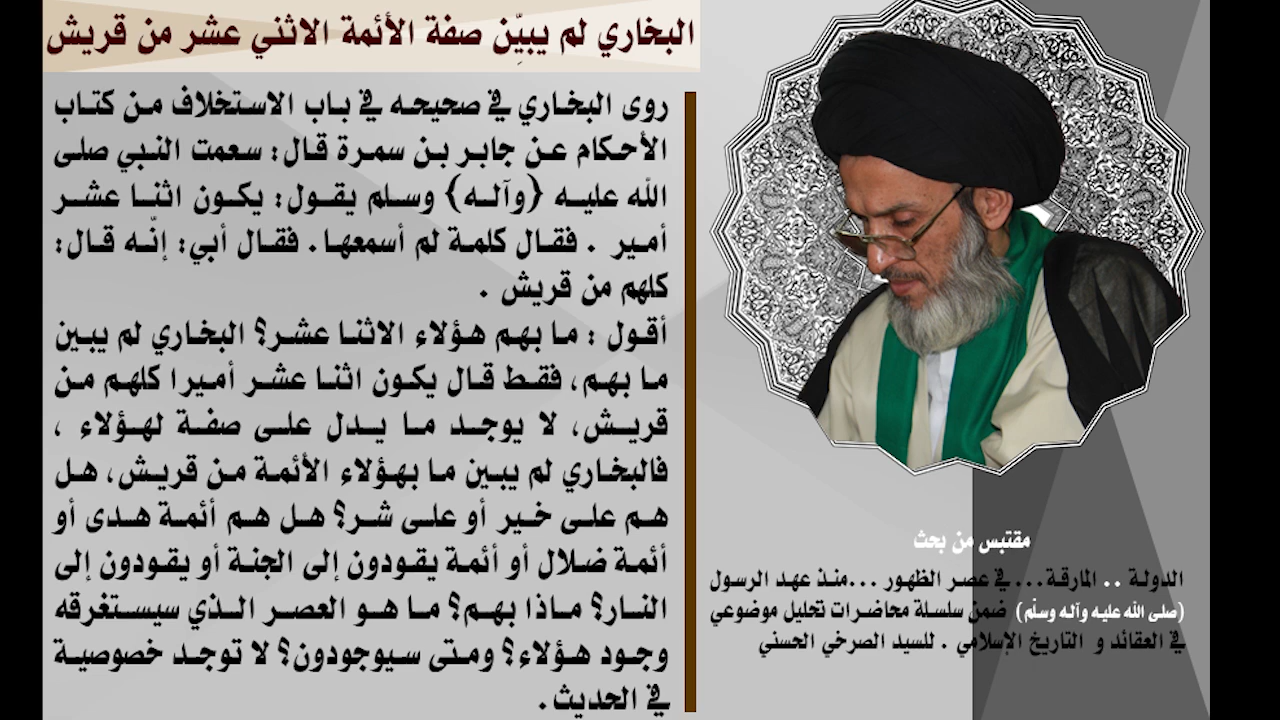 البخاري لم يبيِّن صفة الأئمة الاثني عشر من قريش
روى البخاري في صحيحه في باب الاستخلاف من كتاب
الأحكام عن جابر بن سمرة قال: سعمت النبي صلى
الله عليه {وآله} وسلم يقول: يكون اثنا عشر
أمير . فقال كلمة لم أسمعها. فقال أبي: إنّه قال:
كلهم من قريش .
أقول : ما بهم هؤلاء الاثنا عشر؟ البخاري لم يبين
ما بهم، فقط قال يكون اثنا عشر أميرا كلهم من
قريش، لا يوجد ما يدل على صفة لهؤلاء ،
فالبخاري لم يبين ما بهؤلاء الأئمة من قريش، هل
هم على خير أو على شر؟ هل هم أئمة هدى أو
أئمة ضلال أو أئمة يقودون إلى الجنة أو يقودون إلى
النار؟ ماذا بهم؟ ما هو العصر الذي سيستغرقه
وجود هؤلاء؟ ومتى سيوجودون؟ لا توجد خصوصية
في الحديث.
مقتبس من بحث
الدولة .. المارقة... في عصر الظهور ...منذ عهد الرسول
(صلى الله عليه وآله وسلّم) ضمن سلسلة محاضرات تحليل موضوعي
في العقائد و التاريخ الإسلامي . للسيد الصرخي الحسني